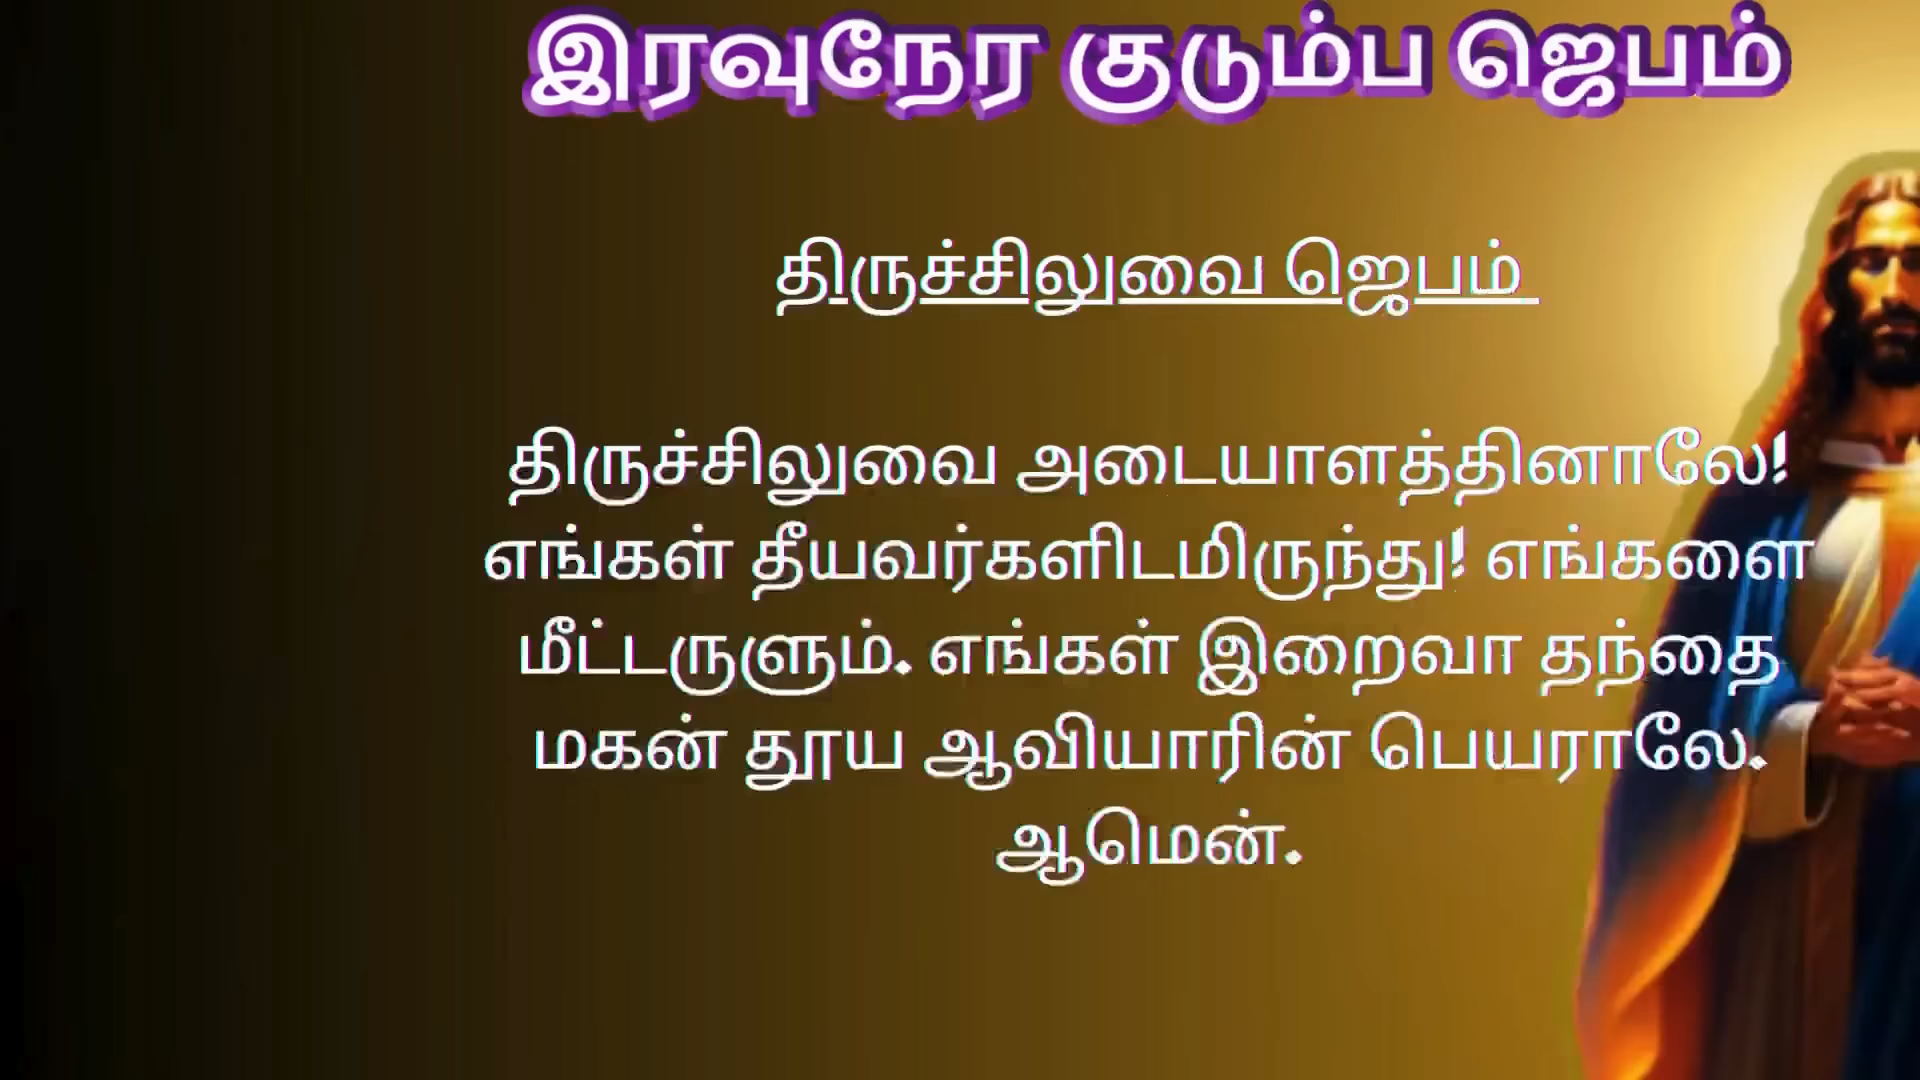 இரவுநேர குடும்ப ஜெபம்
திருச்சிலுவை ஜெபம்
திருச்சிலுவை அடையாளத்தினாலே!
எங்கள் தீயவர்களிடமிருந்து! எங்களை
மீட்டருளும். எங்கள் இறைவா தந்தை
மகன் தூய ஆவியாரின் பெயராலே.
ஆமென்.